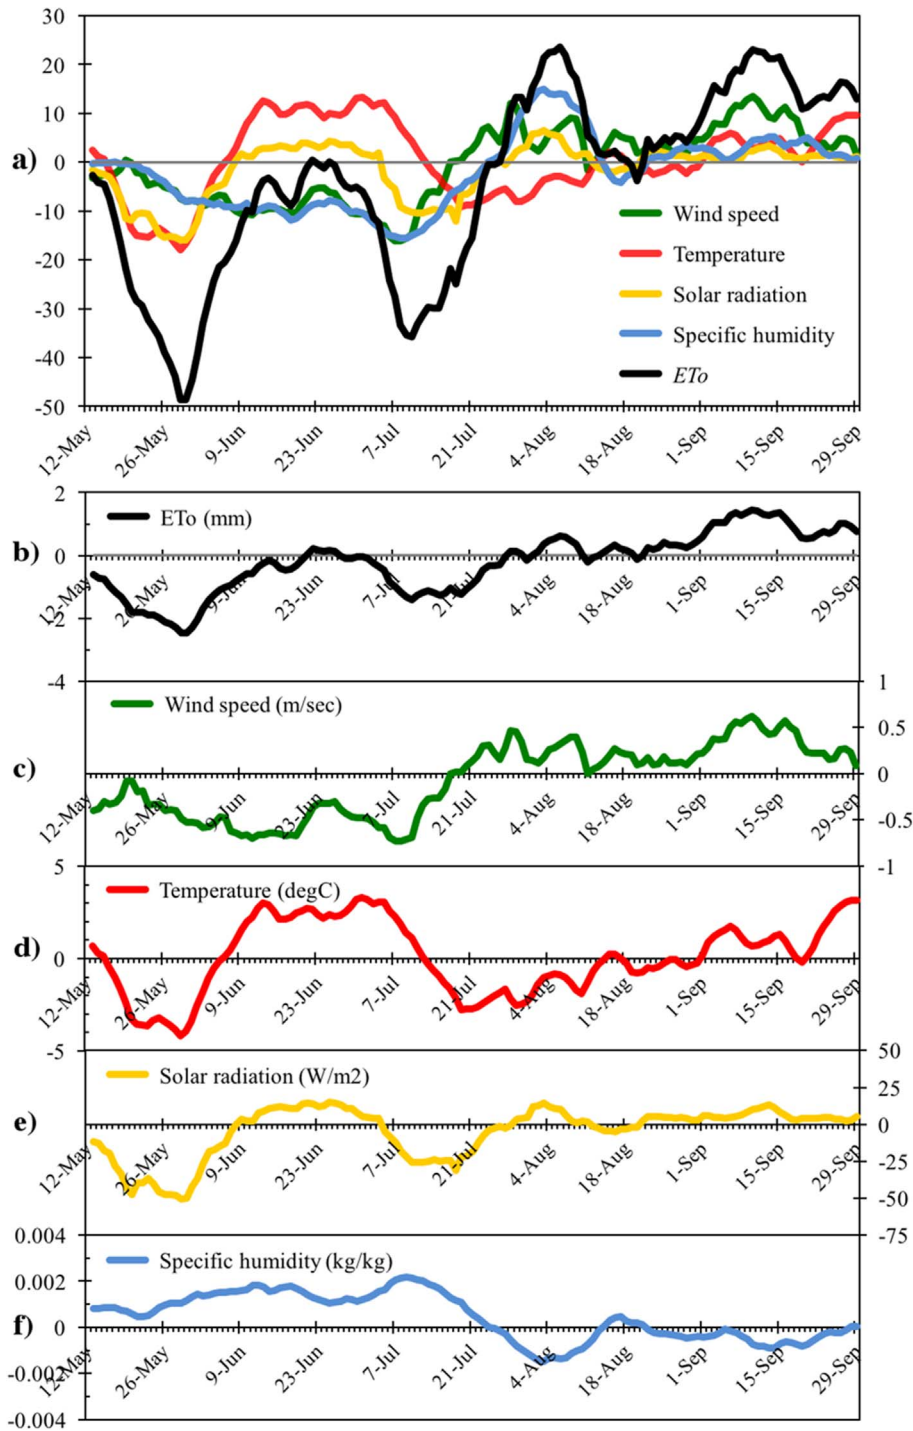 30
20
10
a) 0
-10
-20
-30
-40
-50
Wind speed
Temperature
Solar radiation
Specific humidity
ETo
12-May 26-May 9-Jun 23-Jun 7-Jul 21-Jul 4-Aug 18-Aug 1-Sep 15-Sep 29-Sep
2
ETo (mm)
b) 0
12-May 26-May 9-Jun 23-Jun 7-Jul 21-Jul 4-Aug 18-Aug 1-Sep 15-Sep 29-Sep
-2
-4
1
Wind speed (m/sec)
0.5
c) 0
12-May 26-May 9-Jun 23-Jun 7-Jul 21-Jul 4-Aug 18-Aug 1-Sep 15-Sep 29-Sep
-0.5
-1
5
Temperature (degC)
d) 0
12-May 26-May 9-Jun 23-Jun 7-Jul 21-Jul 4-Aug 18-Aug 1-Sep 15-Sep 29-Sep
-5
50
Solar radiation (W/m2)
25
e) 0
12-May 26-May 9-Jun 23-Jun 7-Jul 21-Jul 4-Aug 18-Aug 1-Sep 15-Sep 29-Sep
-25
-50
-75
0.004
Specific humidity (kg/kg)
0.002
f) 0
12-May 26-May 9-Jun 23-Jun 7-Jul 21-Jul 4-Aug 18-Aug 1-Sep 15-Sep 29-Sep
-0.002
-0.004